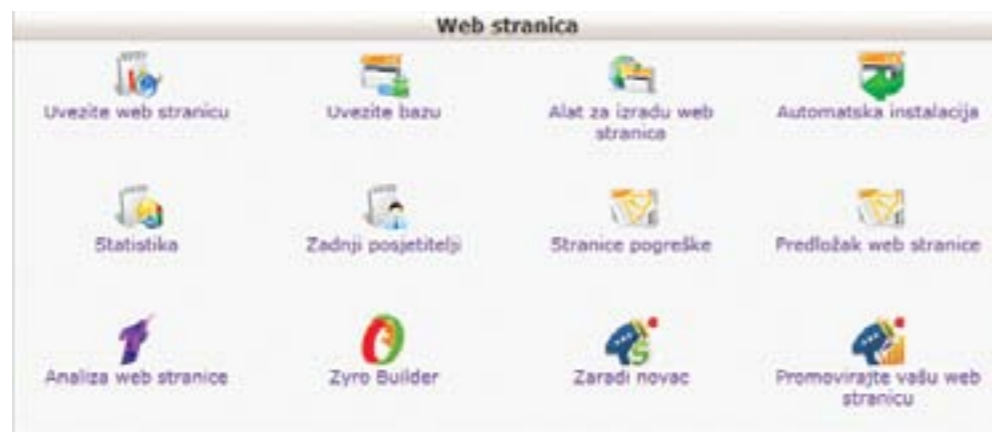 Web stranica
Uvezite web stranicu
Uvezite bazu
Alat za izradu web
stranica
Automatska instalacija
Statistika
Zadnji posjetitelji
Stranice pogreške
Predložak web stranice
Analiza web stranice
Zyro Builder
Zaradi novac
Promovirajte vašu web
stranicu